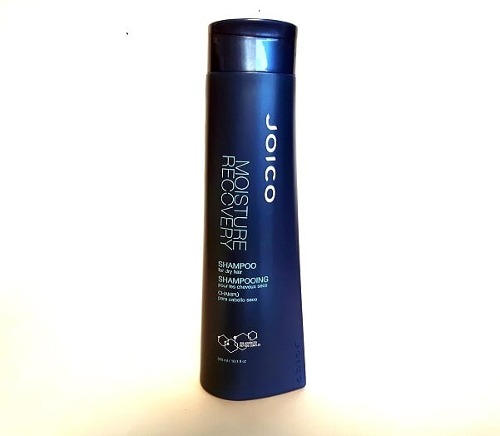 JOICO
MOISTURE
RECOVERY
SHAMPOO
for dry hair
SHAMPOOING
pour les cheveux secs
CHAMPÚ
para cabello seco